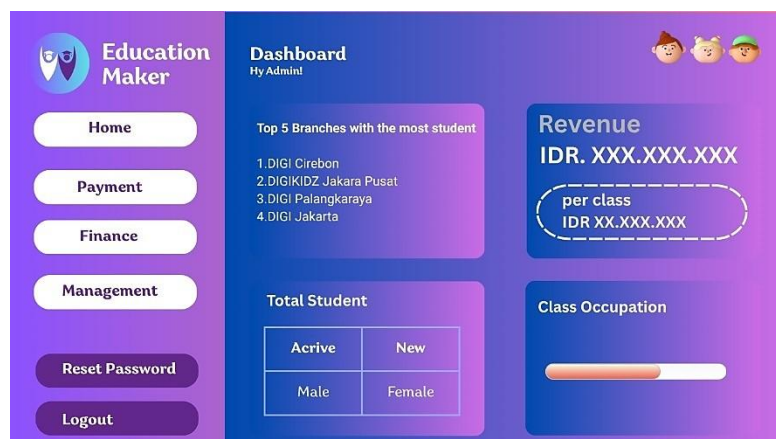 Education
Maker
Home
Payment
Finance
Management
Reset Password
Logout
Dashboard
Hy Admin!
Top 5 Branches with the most student
1.DIGI Cirebon
2.DIGIKIDZ Jakara Pusat
3.DIGI Palangkaraya
4.DIGI Jakarta
Revenue
IDR. XXX.XXX.XXX
per class
IDR XX.XXX.XXX
Total Student
Acrive New
Male Female
Class Occupation